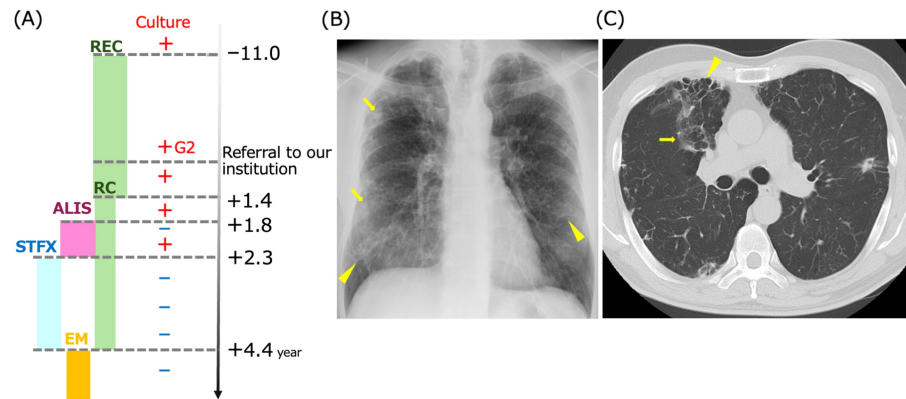 (A)
Culture
REC
+
−11.0
+G2
Referral to our
institution
+
RC
+1.4
ALIS
+
+1.8
−
STFX
+
+2.3
−
−
−
EM
+4.4 year
−
(B)
(C)